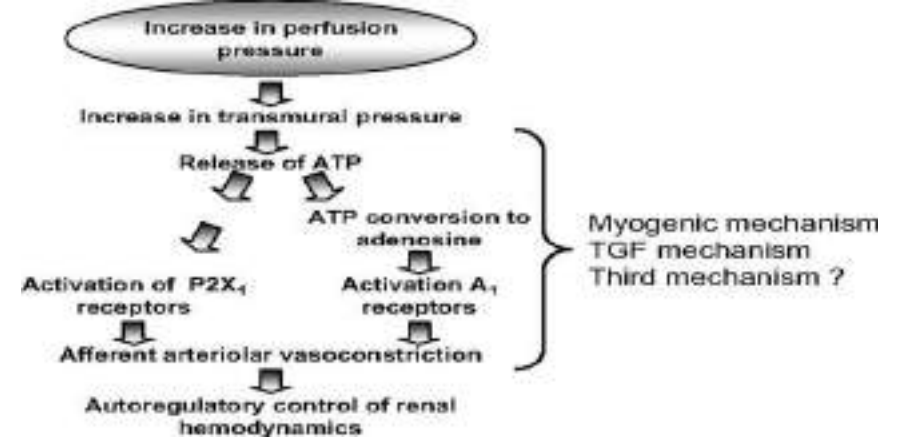 Increase in perfusion
pressure
Increase in transmural pressure
Release of ATP
ATP conversion to
adenosine
Activation of P2X₁
receptors
Activation A₁
receptors
Afferent arteriolar vasoconstriction
Autoregulatory control of renal
hemodynamics
Myogenic mechanism
TGF mechanism
Third mechanism ?